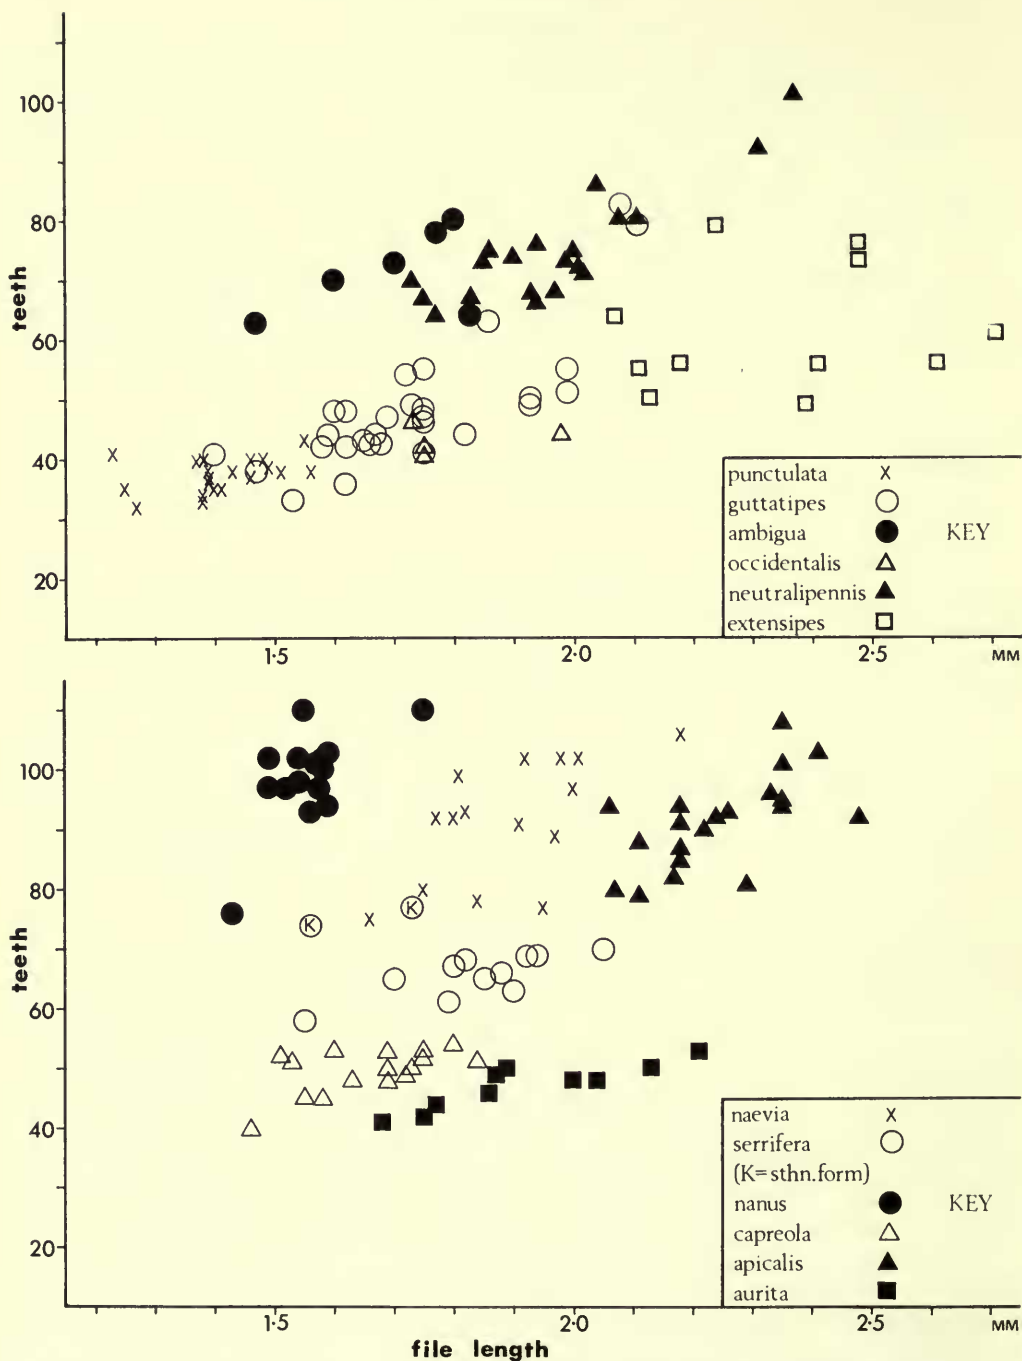 100
80
60
40
20
teeth
1·5
2·0
2·5
MM
punctulata x
guttatipes
ambigua KEY
occidentalis
neutralipennis
extensipes
100
80
60
40
20
teeth
K
K
1·5
2·0
2·5
MM
file length
naevia x
serrifera
(K=sthn.form)
nanus KEY
capreola
apicalis
aurita